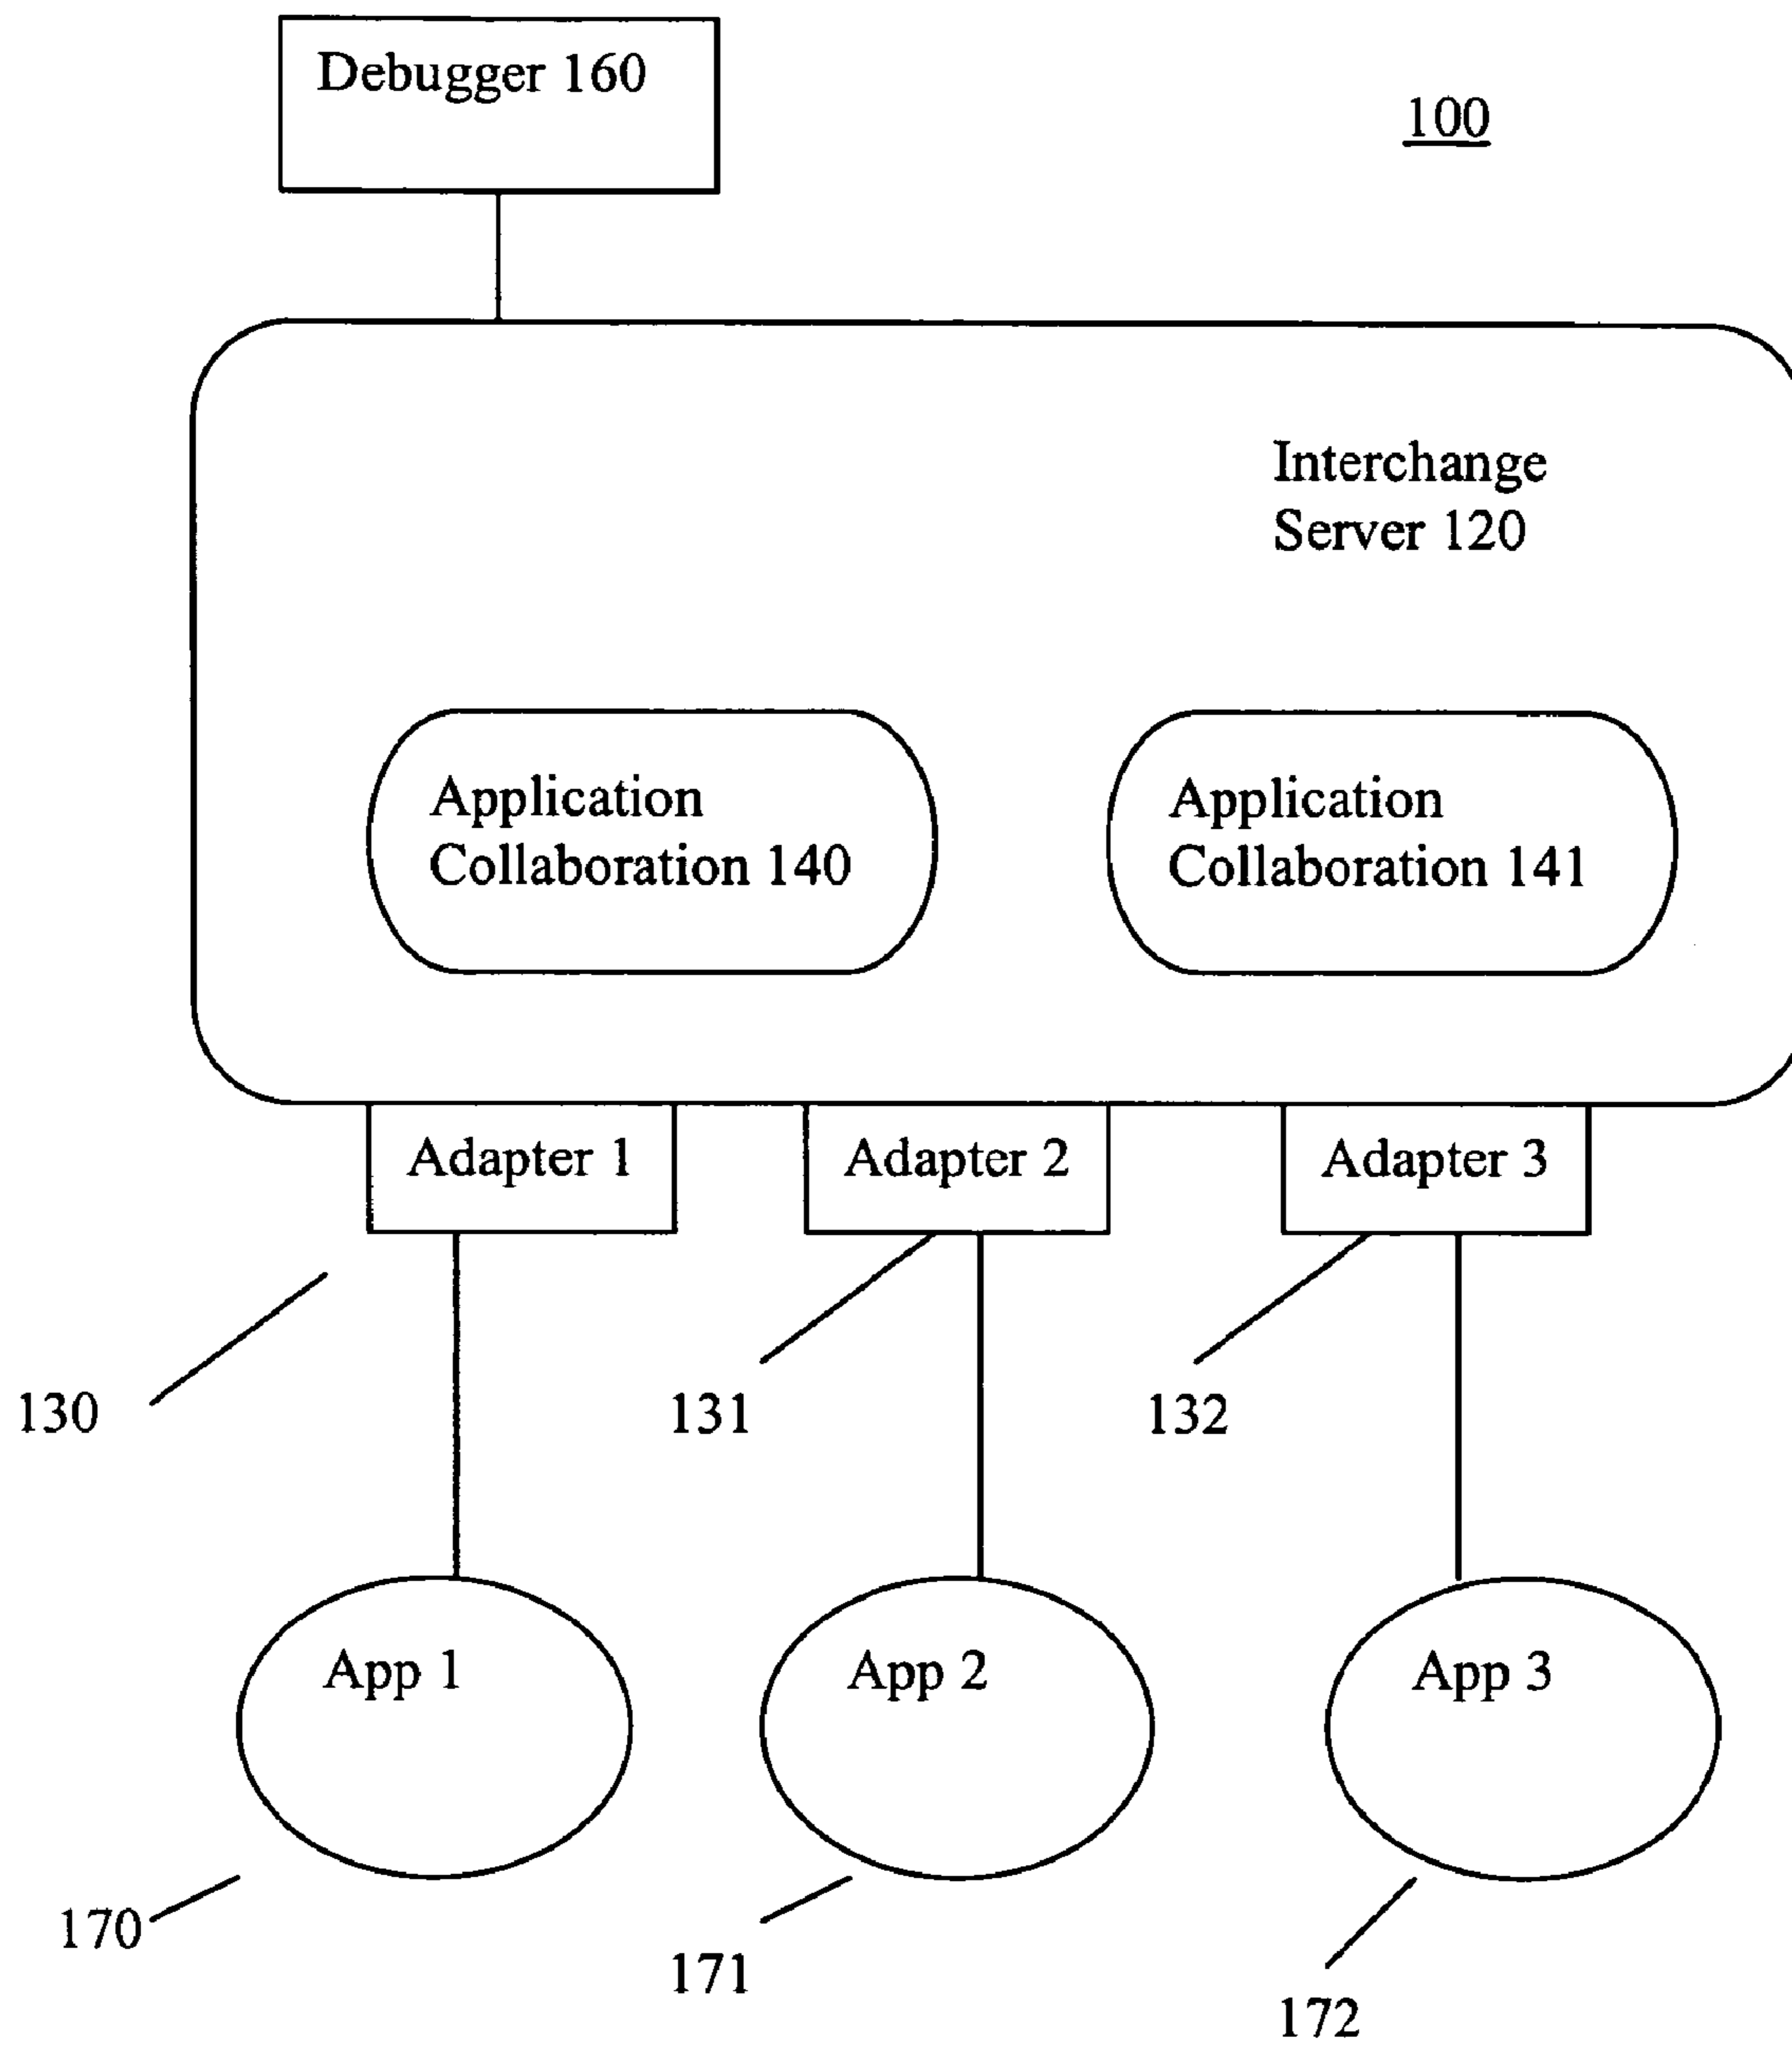 Debugger 160
100
Interchange
Server 120
Application
Collaboration 140
Application
Collaboration 141
Adapter 1
Adapter 2
Adapter 3
130
131
132
App 1
App 2
App 3
170
171
172